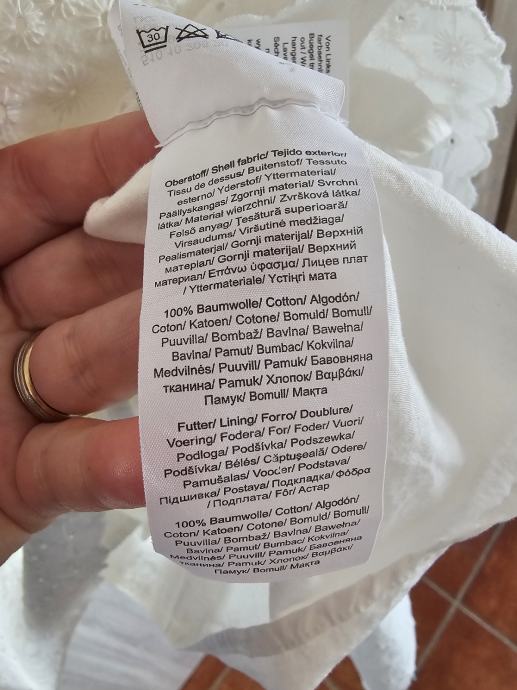 30
Von Links
Oberstoff/ Shell fabric/ Tejido exterior/
Tissu de dessus/ Buitenstof/ Tessuto
esterno/ Yderstof/ Yttermaterial/
Päällyskangas/ Zgornji material/ Svrchní
látka/ Materiał wierzchni/ Zvršková látka/
Felső anyag/ Ţesătură superioară/
Virsaudums/ Viršutinė medžiaga/
Pealismaterjal/ Gornji materijal/ Верхній
матеріал/ Gornji materijal/ Верхний
материал/ Επάνω ύφασμα/ Лицев плат
/ Yttermateriale/ Үстіңгі мата
100% Baumwolle/ Cotton/ Algodón/
Coton/ Katoen/ Cotone/ Bomuld/ Bomull/
Puuvilla/ Bombaž/ Bavlna/ Bawełna/
Bavlna/ Pamut/ Bumbac/ Kokvilna/
Medvilnės/ Puuvill/ Pamuk/ Бавовняна
тканина/ Pamuk/ Хлопок/ Βαμβάκι/
Памук/ Bomull/ Мақта
Futter/ Lining/ Forro/ Doublure/
Voering/ Fodera/ For/ Foder/ Vuori/
Podloga/ Podšívka/ Podszewka/
Podšívka/ Bélés/ Căptuşeală/ Odere/
Pamušalas/ Vooder/ Podstava/
Підшивка/ Postava/ Подкладка/ Φόδρα
/ Подплата/ Fôr/ Астар
100% Baumwolle/ Cotton/ Algodón/
Coton/ Katoen/ Cotone/ Bomuld/ Bomull/
Puuvilla/ Bombaž/ Bavlna/ Bawełna/
Bavlna/ Pamut/ Bumbac/ Kokvilna/
Medvilnės/ Puuvill/ Pamuk/ Бавовняна
тканина/ Pamuk/ Хлопок/ Βαμβάκι/
Памук/ Bomull/ Мақта